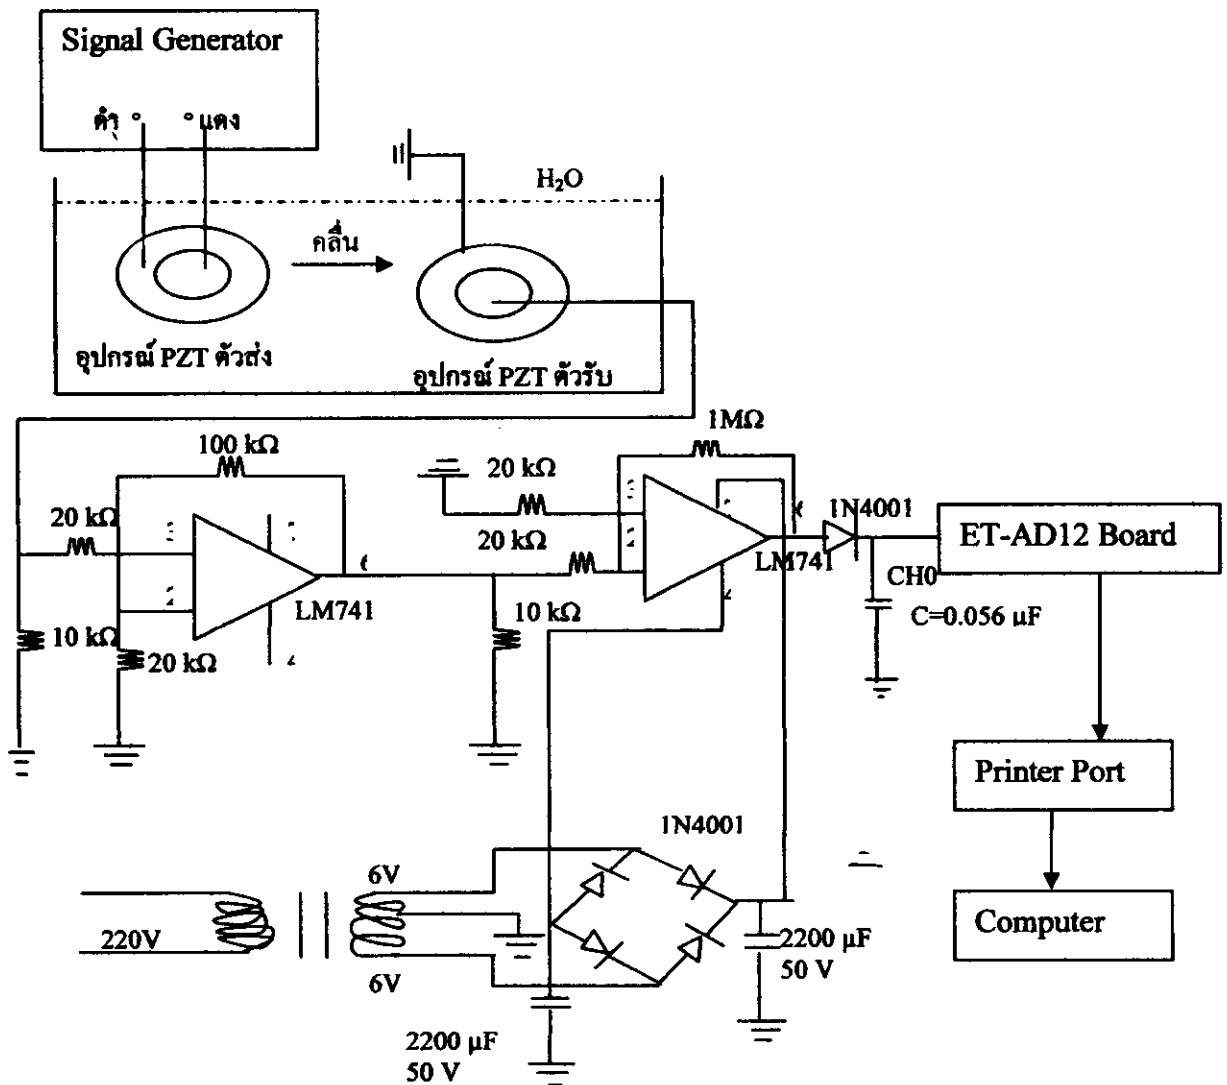 Signal Generator
ดำ
แดง
H₂O
คลื่น
อุปกรณ์ PZT ตัวส่ง
อุปกรณ์ PZT ตัวรับ
100 kΩ
1MΩ
20 kΩ
20 kΩ
20 kΩ
1N4001
ET-AD12 Board
LM741
LM741
CH0
C=0.056 µF
10 kΩ
20 kΩ
10 kΩ
Printer Port
1N4001
6V
220V
6V
2200 µF
50 V
Computer
2200 µF
50 V